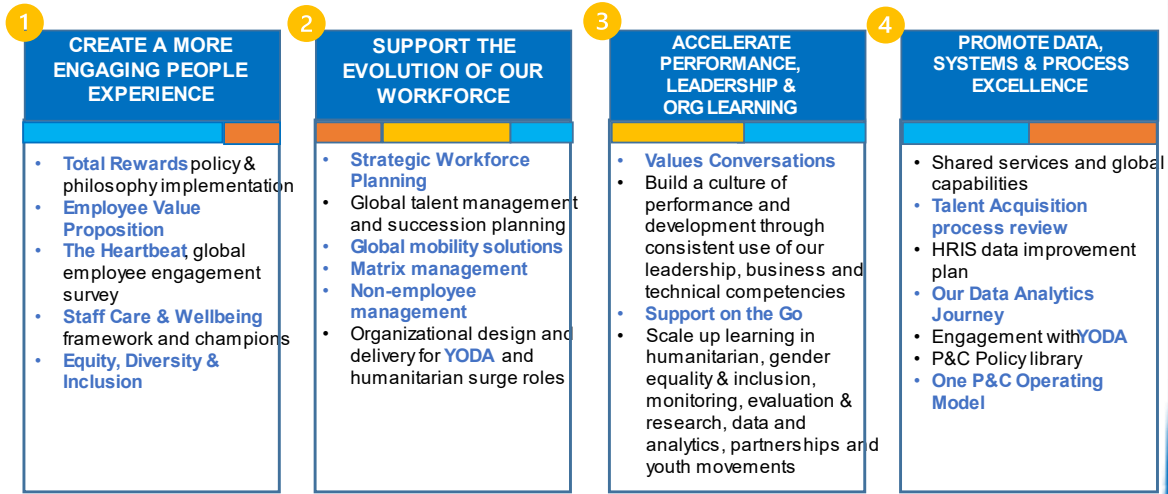 1
CREATE A MORE
ENGAGING PEOPLE
EXPERIENCE
• Total Rewards policy &
philosophy implementation
• Employee Value
Proposition
• The Heartbeat, global
employee engagement
survey
• Staff Care & Wellbeing
framework and champions
• Equity, Diversity &
Inclusion
2
SUPPORT THE
EVOLUTION OF OUR
WORKFORCE
• Strategic Workforce
Planning
• Global talent management
and succession planning
• Global mobility solutions
• Matrix management
• Non-employee
management
• Organizational design and
delivery for YODA and
humanitarian surge roles
3
ACCELERATE
PERFORMANCE,
LEADERSHIP &
ORG LEARNING
• Values Conversations
• Build a culture of
performance and
development through
consistent use of our
leadership, business and
technical competencies
• Support on the Go
• Scale up learning in
humanitarian, gender
equality & inclusion,
monitoring, evaluation &
research, data and
analytics, partnerships and
youth movements
4
PROMOTE DATA,
SYSTEMS & PROCESS
EXCELLENCE
• Shared services and global
capabilities
• Talent Acquisition
process review
• HRIS data improvement
plan
• Our Data Analytics
Journey
• Engagement with YODA
• P&C Policy library
• One P&C Operating
Model